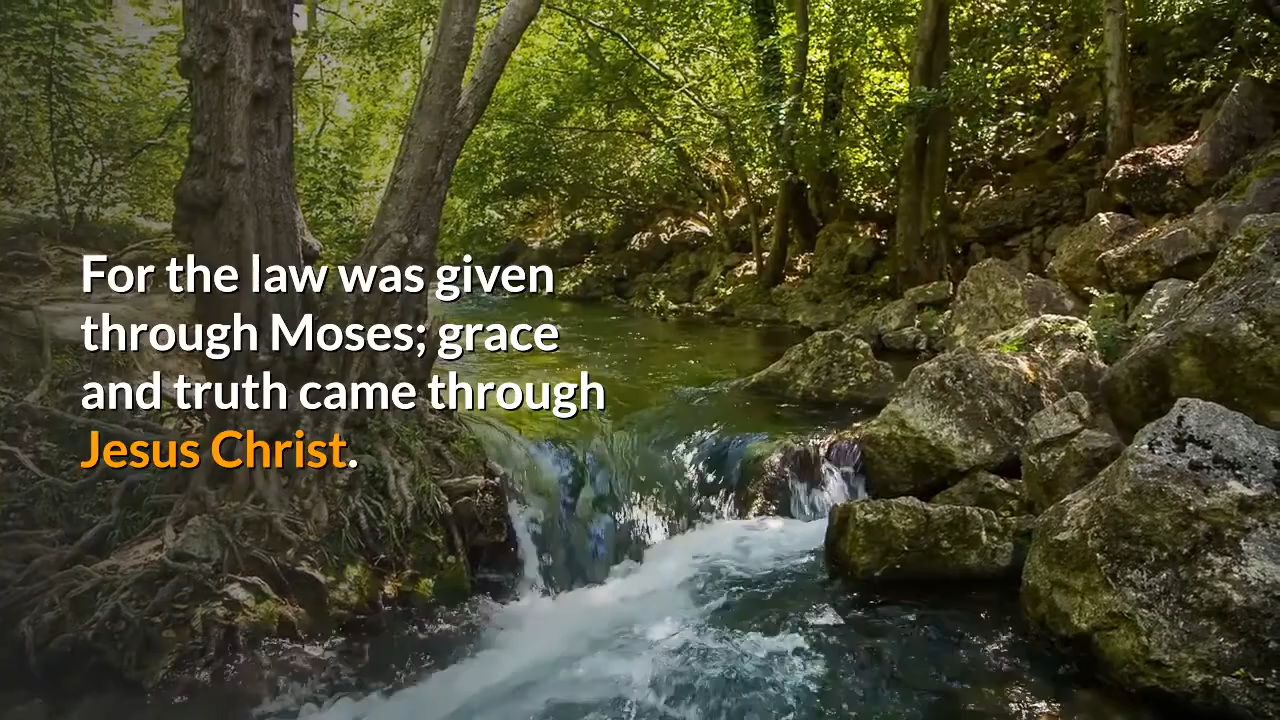 For the law was given
through Moses; grace
and truth came through
Jesus Christ.